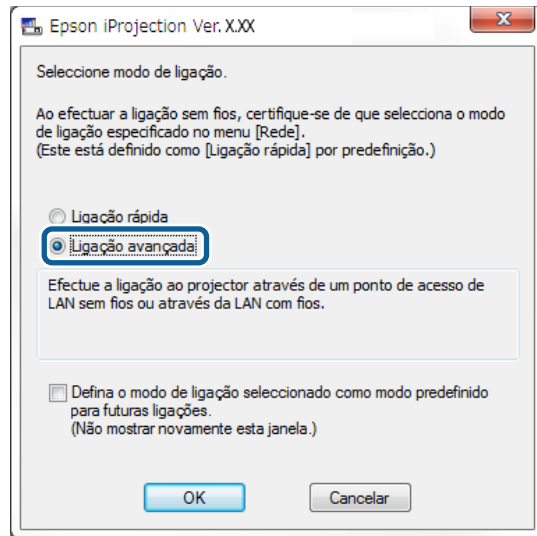 Epson iProjection Ver. X.XX
Seleccione modo de ligação.
Ao efectuar a ligação sem fios, certifique-se de que selecciona o modo
de ligação especificado no menu [Rede].
(Este está definido como [Ligação rápida] por predefinição.)
Ligação rápida
Ligação avançada
Efectue a ligação ao projector através de um ponto de acesso de
LAN sem fios ou através da LAN com fios.
Defina o modo de ligação seleccionado como modo predefinido
para futuras ligações.
(Não mostrar novamente esta janela.)
OK
Cancelar